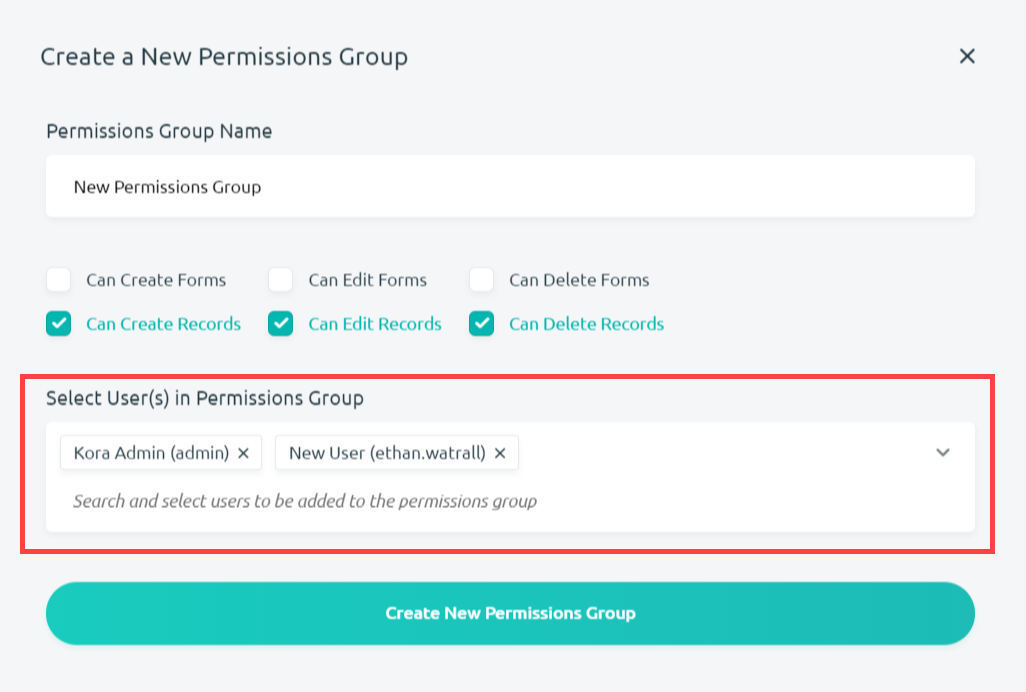 Create a New Permissions Group
Permissions Group Name
New Permissions Group
Can Create Forms Can Edit Forms Can Delete Forms
Can Create Records Can Edit Records Can Delete Records
Select User(s) in Permissions Group
Kora Admin (admin) × New User (ethan.watrall) ×
Search and select users to be added to the permissions group
Create New Permissions Group